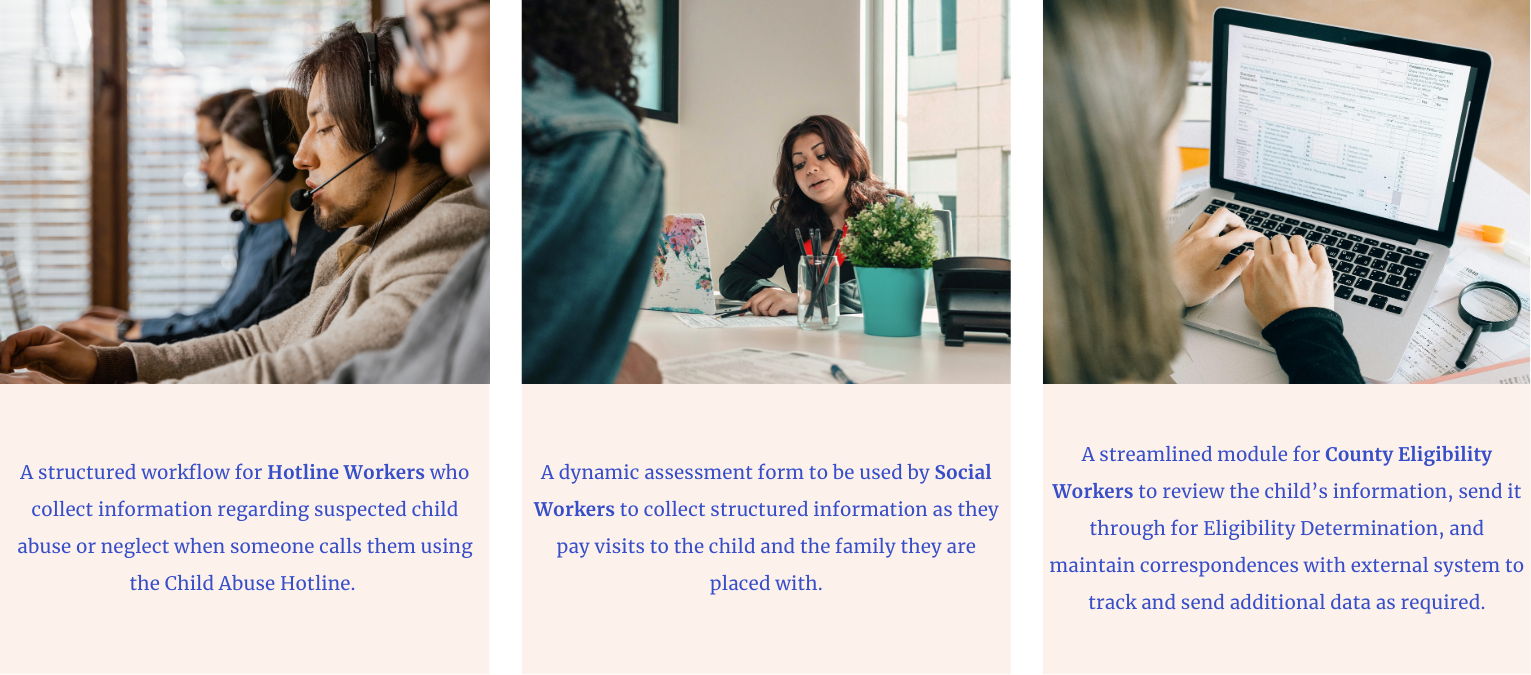 A structured workflow for Hotline Workers who
collect information regarding suspected child
abuse or neglect when someone calls them using
the Child Abuse Hotline.
A dynamic assessment form to be used by Social
Workers to collect structured information as they
pay visits to the child and the family they are
placed with.
A streamlined module for County Eligibility
Workers to review the child’s information, send it
through for Eligibility Determination, and
maintain correspondences with external system to
track and send additional data as required.